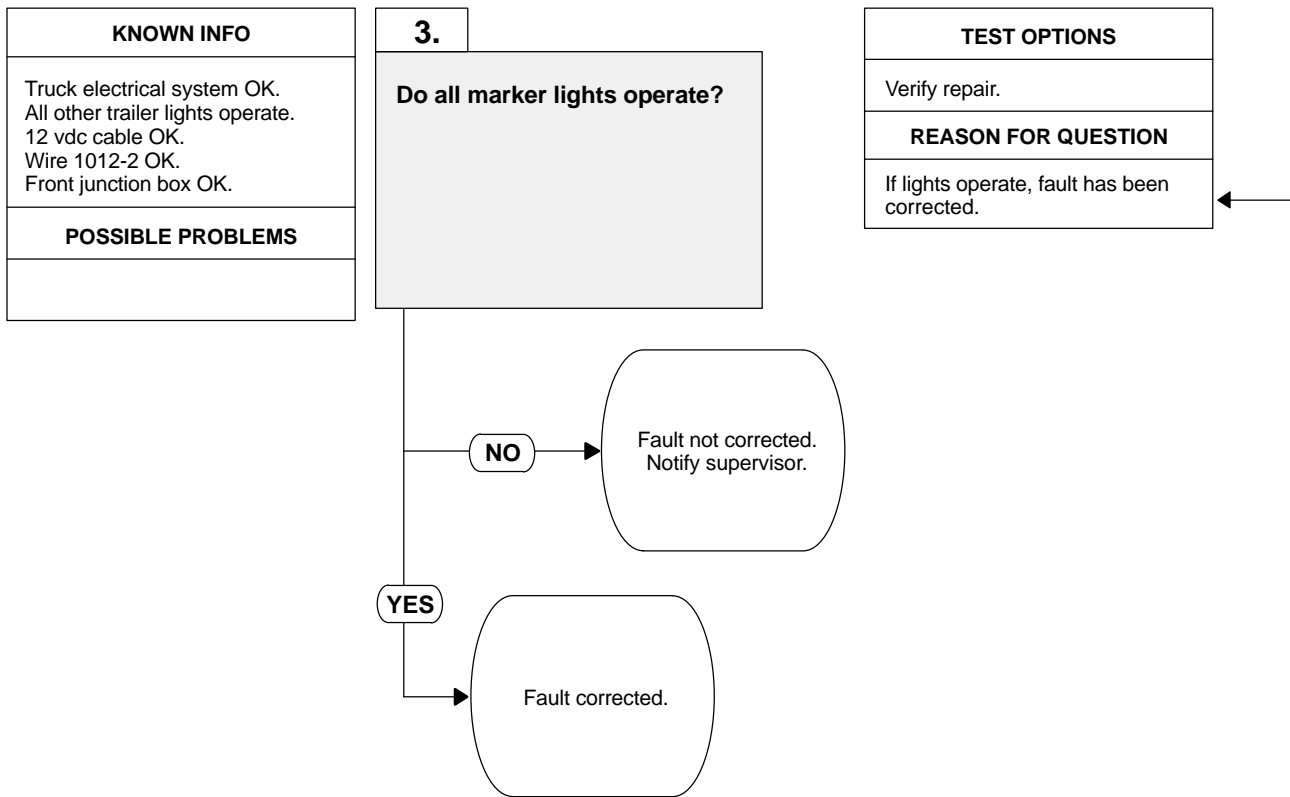 KNOWN INFO
Truck electrical system OK.
All other trailer lights operate.
12 vdc cable OK.
Wire 1012-2 OK.
Front junction box OK.
POSSIBLE PROBLEMS
3.
Do all marker lights operate?
TEST OPTIONS
Verify repair.
REASON FOR QUESTION
If lights operate, fault has been
corrected.
NO
Fault not corrected.
Notify supervisor.
YES
Fault corrected.